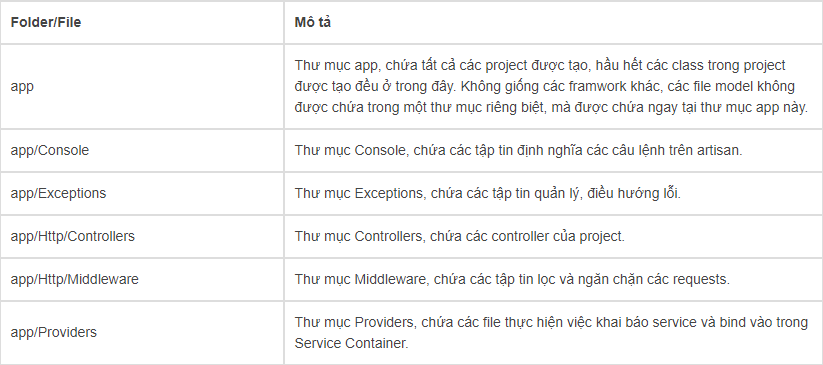 Folder/File
Mô tả
app
Thư mục app, chứa tất cả các project được tạo, hầu hết các class trong project
được tạo đều ở trong đây. Không giống các framwork khác, các file model không
được chứa trong một thư mục riêng biệt, mà được chứa ngay tại thư mục app này.
app/Console
Thư mục Console, chứa các tập tin định nghĩa các câu lệnh trên artisan.
app/Exceptions
Thư mục Exceptions, chứa các tập tin quản lý, điều hướng lỗi.
app/Http/Controllers
Thư mục Controllers, chứa các controller của project.
app/Http/Middleware
Thư mục Middleware, chứa các tập tin lọc và ngăn chặn các requests.
app/Providers
Thư mục Providers, chứa các file thực hiện việc khai báo service và bind vào trong
Service Container.